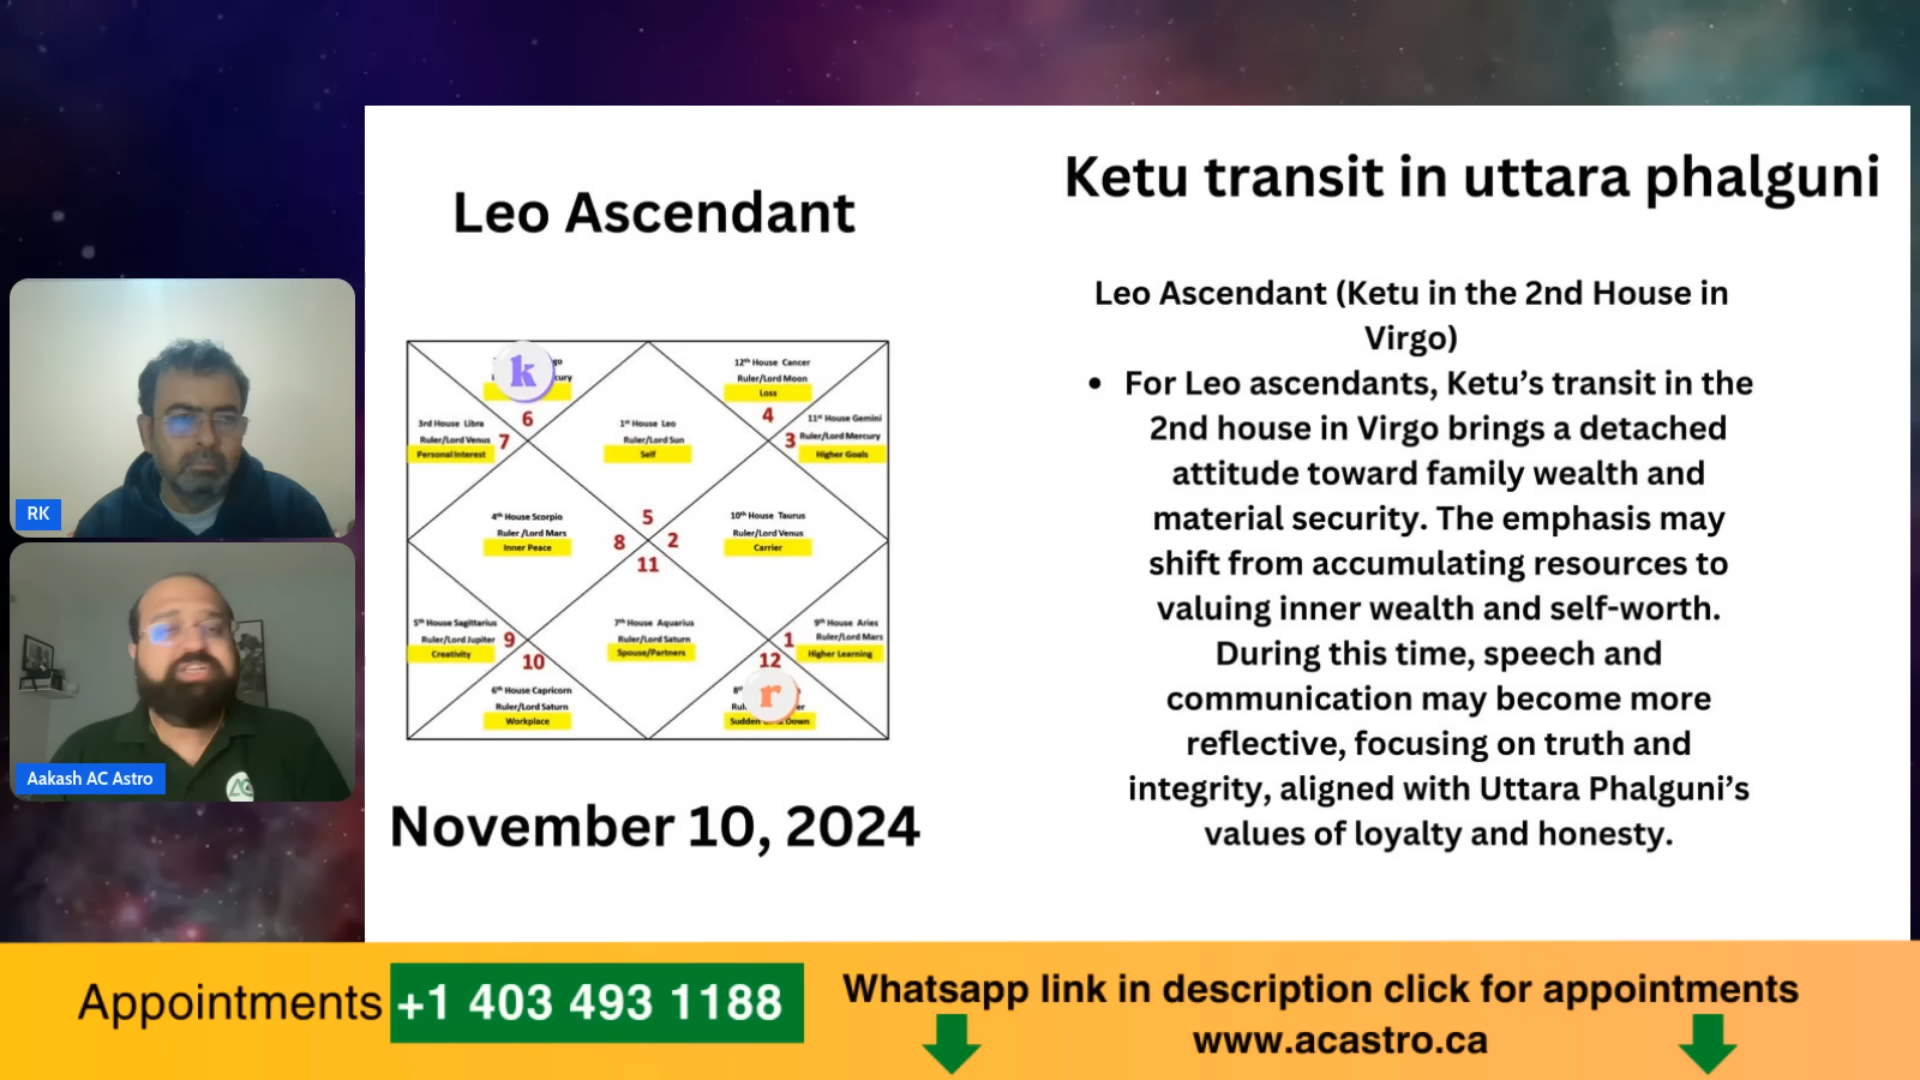 Leo Ascendant
Ketu transit in uttara phalguni
Leo Ascendant (Ketu in the 2nd House in
Virgo)
• For Leo ascendants, Ketu’s transit in the
2nd house in Virgo brings a detached
attitude toward family wealth and
material security. The emphasis may
shift from accumulating resources to
valuing inner wealth and self-worth.
During this time, speech and
communication may become more
reflective, focusing on truth and
integrity, aligned with Uttara Phalguni’s
values of loyalty and honesty.
k
6
12th House Cancer
Ruler/Lord Moon
Loss
4
3rd House Libra
Ruler/Lord Venus
Personal Interest
7
1st House Leo
Ruler/Lord Sun
Self
11st House Gemini
Ruler/Lord Mercury
Higher Goals
3
4th House Scorpio
Ruler /Lord Mars
Inner Peace
5
8
2
11
10th House Taurus
Ruler/Lord Venus
Carrier
5th House Sagittarius
Ruler/Lord Jupiter
Creativity
9
10
7th House Aquarius
Ruler/Lord Saturn
Spouse/Partners
1
12
9th House Aries
Ruler/Lord Mars
Higher Learning
6th House Capricorn
Ruler/Lord Saturn
Workplace
r
Sudden
Down
November 10, 2024
RK
Aakash AC Astro
AC
Appointments +1 403 493 1188
Whatsapp link in description click for appointments
www.acastro.ca